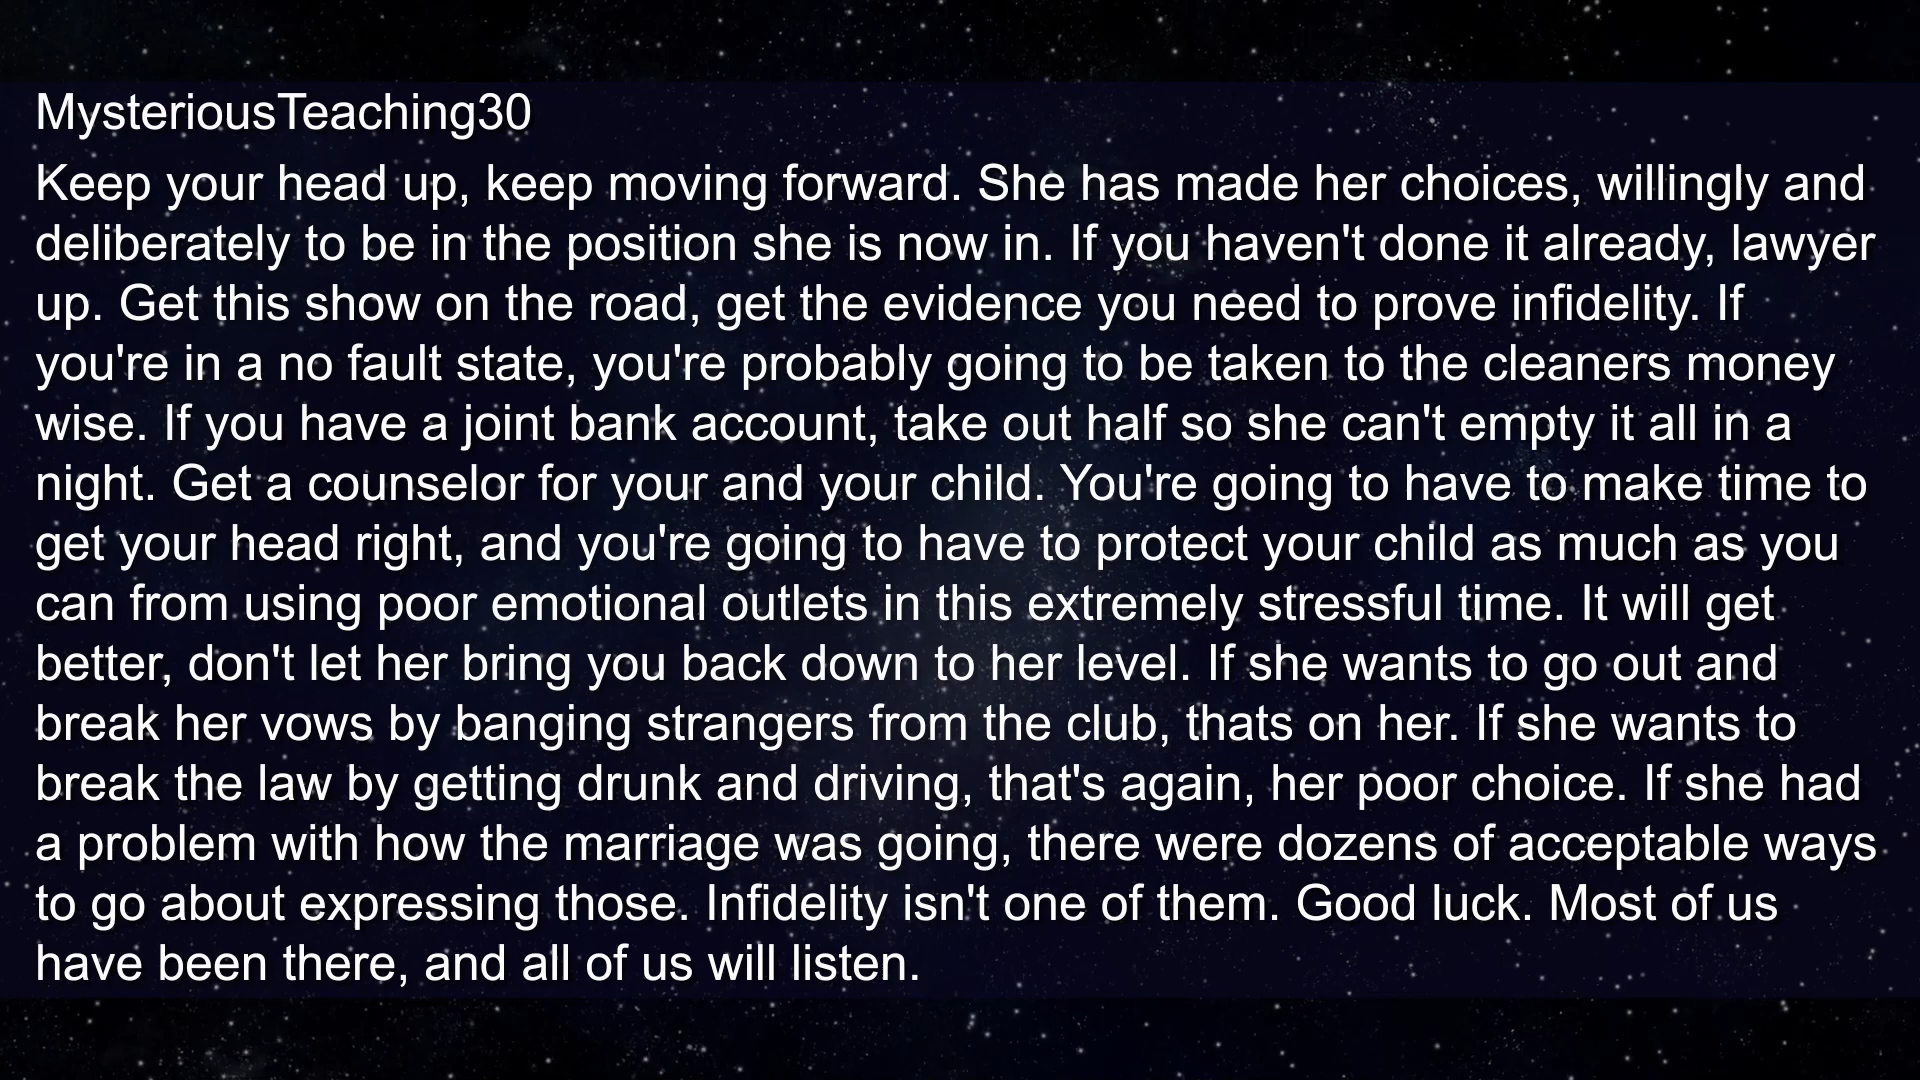 MysteriousTeaching30
Keep your head up, keep moving forward. She has made her choices, willingly and
deliberately to be in the position she is now in. If you haven't done it already, lawyer
up. Get this show on the road, get the evidence you need to prove infidelity. If
you're in a no fault state, you're probably going to be taken to the cleaners money
wise. If you have a joint bank account, take out half so she can't empty it all in a
night. Get a counselor for your and your child. You're going to have to make time to
get your head right, and you're going to have to protect your child as much as you
can from using poor emotional outlets in this extremely stressful time. It will get
better, don't let her bring you back down to her level. If she wants to go out and
break her vows by banging strangers from the club, thats on her. If she wants to
break the law by getting drunk and driving, that's again, her poor choice. If she had
a problem with how the marriage was going, there were dozens of acceptable ways
to go about expressing those. Infidelity isn't one of them. Good luck. Most of us
have been there, and all of us will listen.